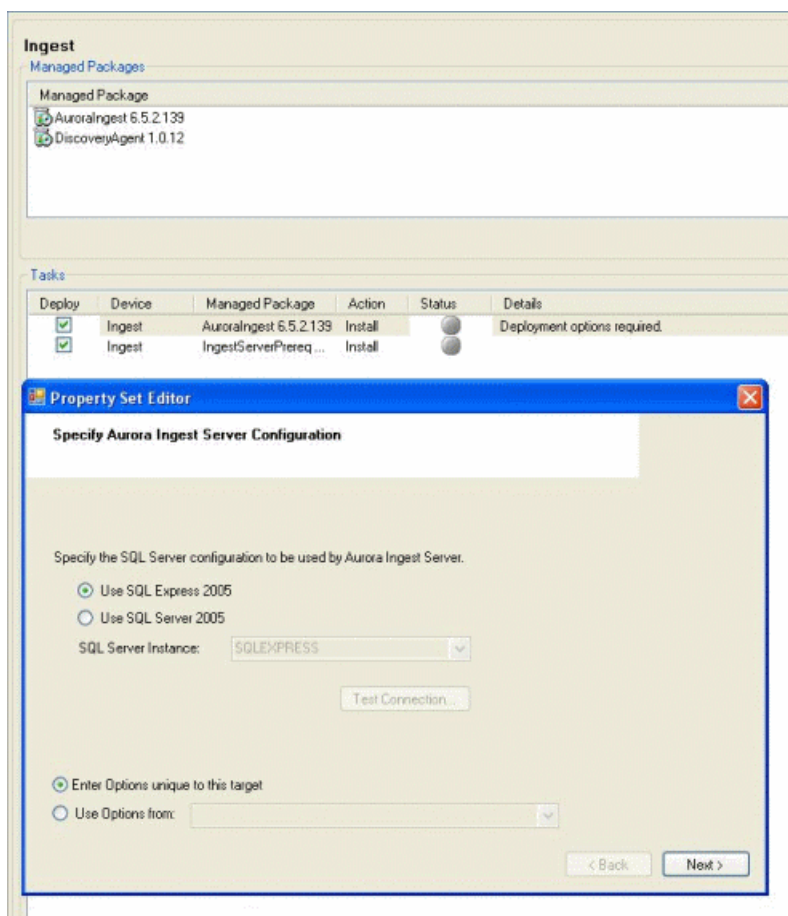 Ingest
Managed Packages
Managed Package
AuroraIngest 6.5.2.139
DiscoveryAgent 1.0.12
Tasks
Deploy Device Managed Package Action Status Details
Ingest AuroraIngest 6.5.2.139 Install Deployment options required.
Ingest IngestServerPrereq ... Install
Property Set Editor
Specify Aurora Ingest Server Configuration
Specify the SQL Server configuration to be used by Aurora Ingest Server.
Use SQL Express 2005
Use SQL Server 2005
SQL Server Instance: SQLEXPRESS
Test Connection...
Enter Options unique to this target
Use Options from:
< Back Next >